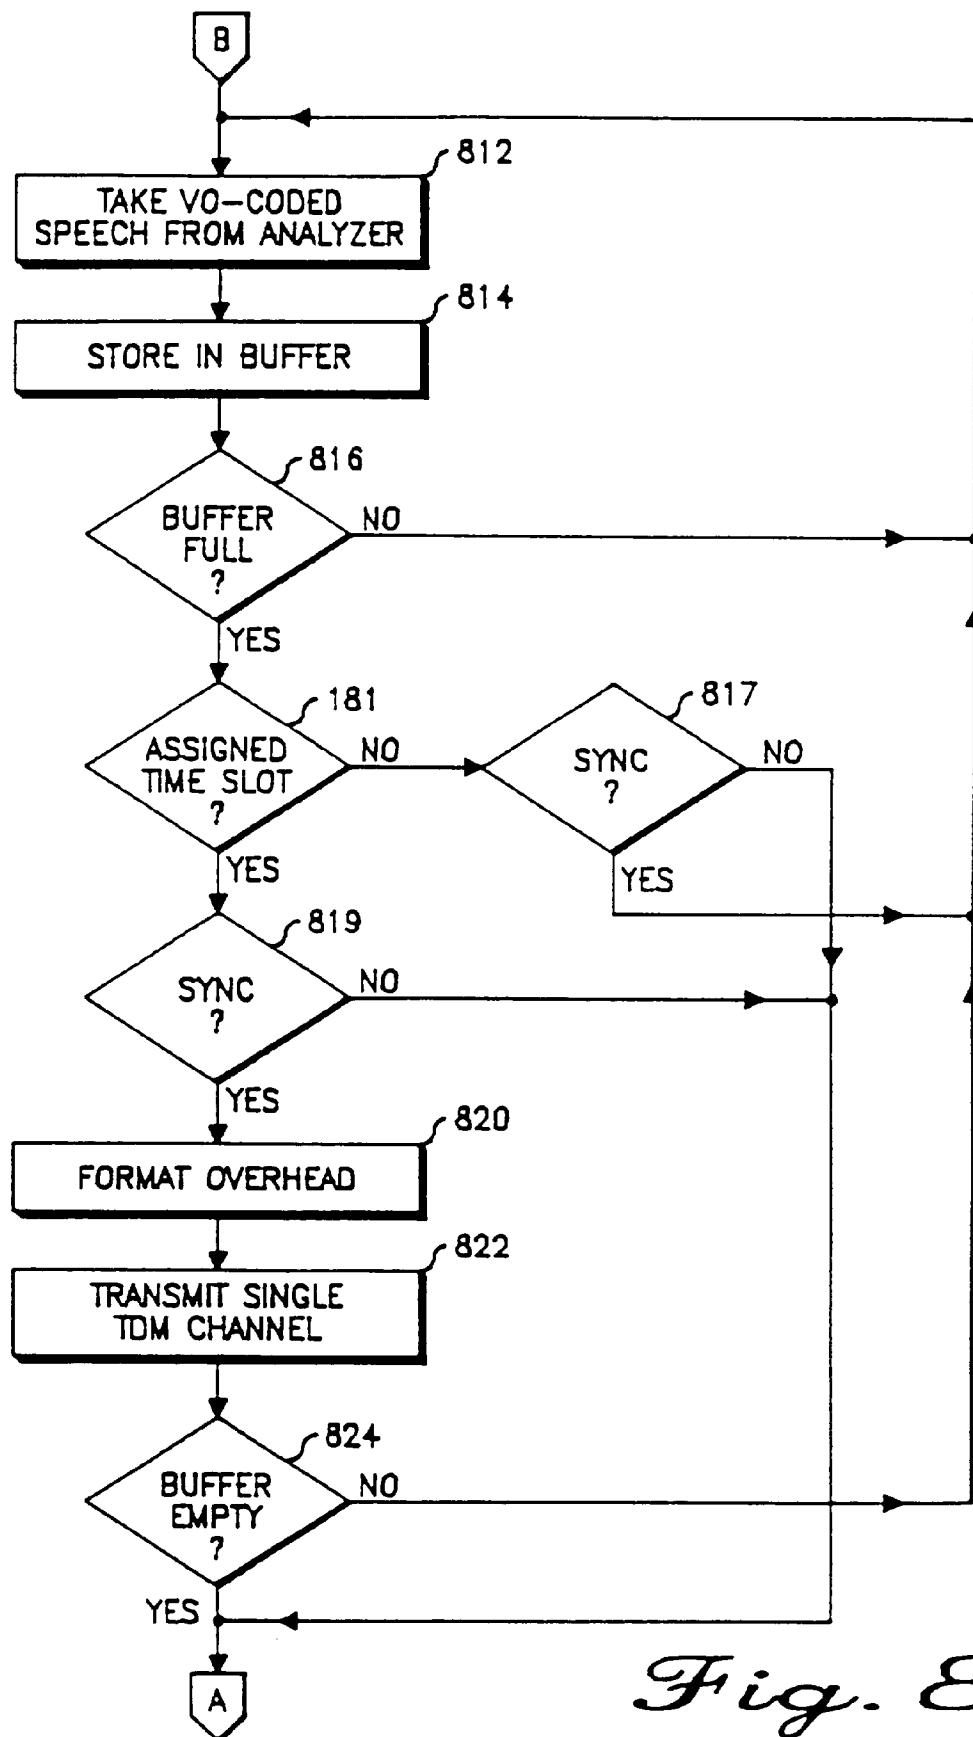 B
812
TAKE VO-CODED
SPEECH FROM ANALYZER
814
STORE IN BUFFER
816
BUFFER
FULL
?
NO
YES
181
ASSIGNED
TIME SLOT
?
NO
YES
817
SYNC
?
NO
YES
819
SYNC
?
NO
YES
820
FORMAT OVERHEAD
822
TRANSMIT SINGLE
TDM CHANNEL
824
BUFFER
EMPTY
?
NO
YES
A
Fig.